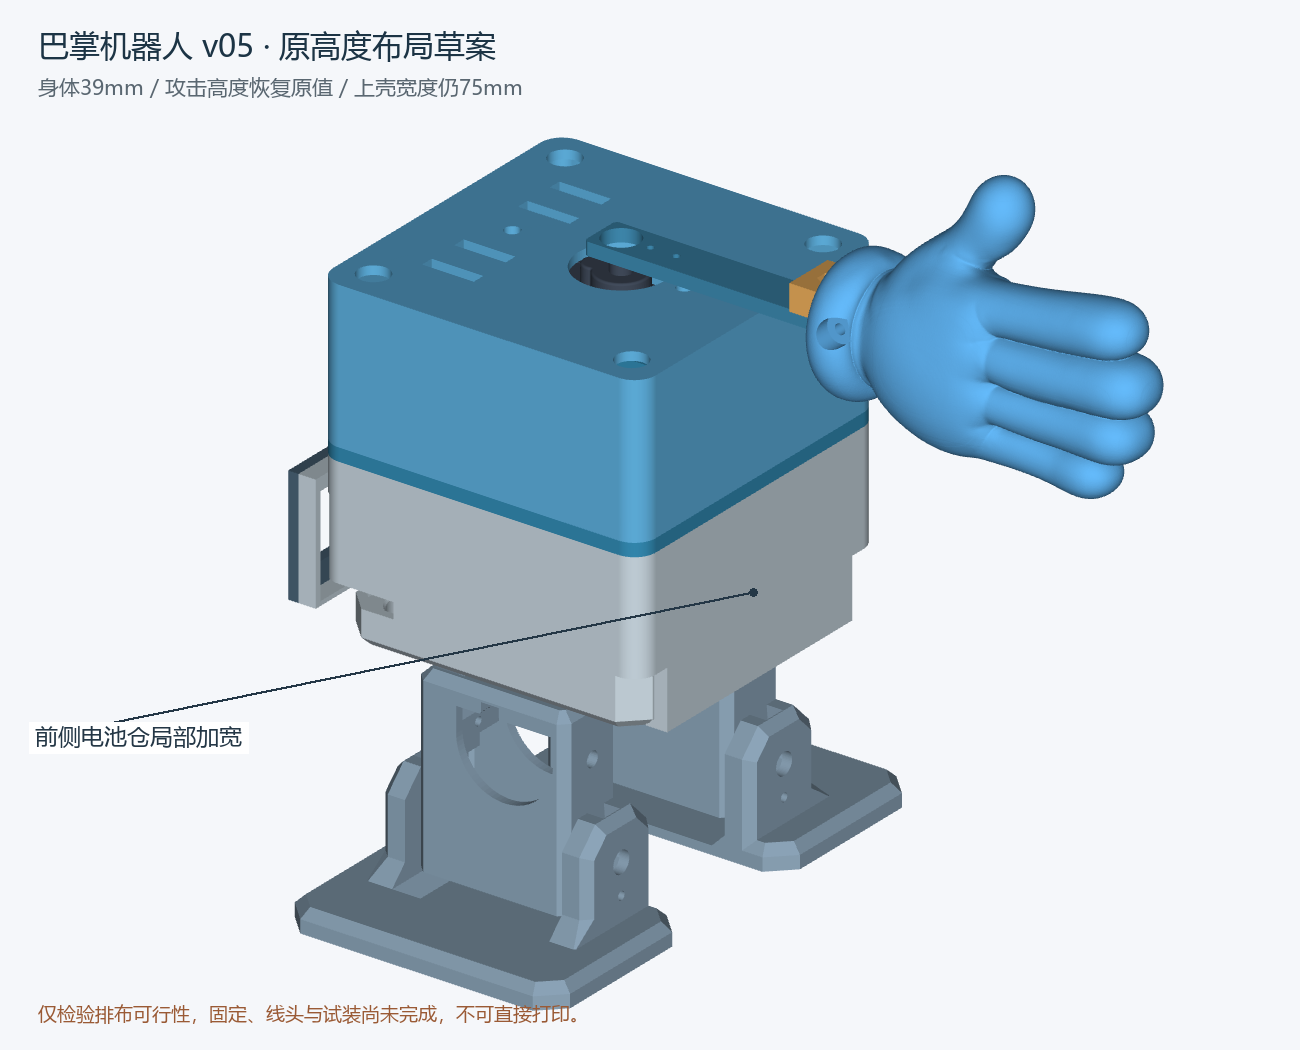 巴掌机器人 v05 · 原高度布局草案
身体39mm / 攻击高度恢复原值 / 上壳宽度仍75mm
前侧电池仓局部加宽
仅检验排布可行性，固定、线头与试装尚未完成，不可直接打印。